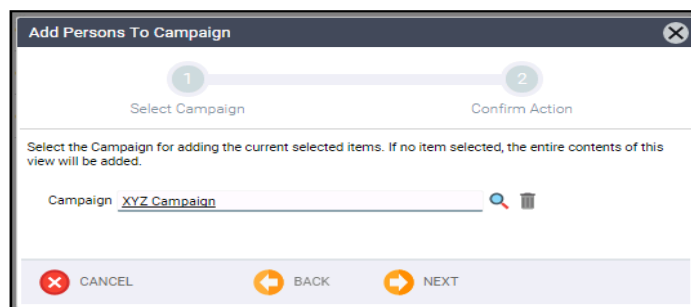 Add Persons To Campaign
1
2
Select Campaign
Confirm Action
Select the Campaign for adding the current selected items. If no item selected, the entire contents of this
view will be added.
Campaign XYZ Campaign
CANCEL
BACK
NEXT